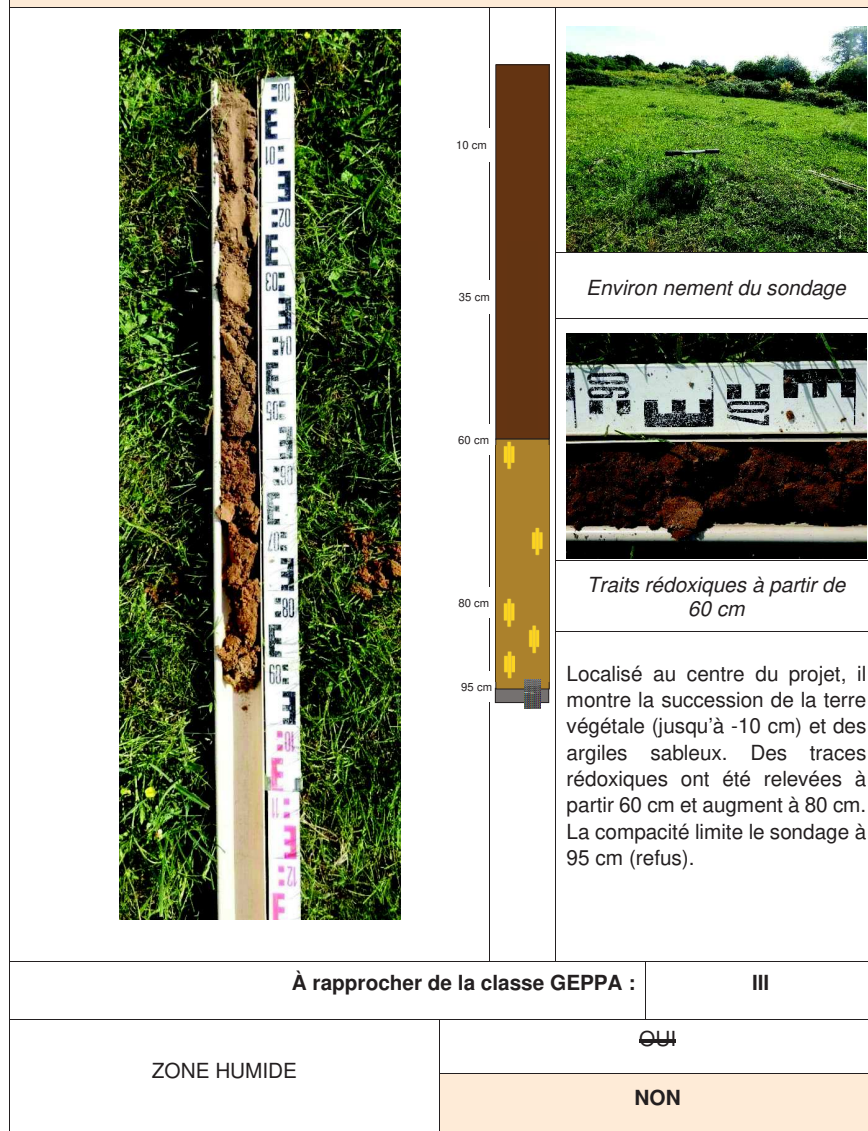 10 cm
35 cm
60 cm
80 cm
95 cm
Environ nement du sondage
Traits rédoxiques à partir de
60 cm
Localisé au centre du projet, il
montre la succession de la terre
végétale (jusqu'à -10 cm) et des
argiles sableux. Des traces
rédoxiques ont été relevées à
partir 60 cm et augment à 80 cm.
La compacité limite le sondage à
95 cm (refus).
À rapprocher de la classe GEPPA :
III
ZONE HUMIDE
OUI
NON